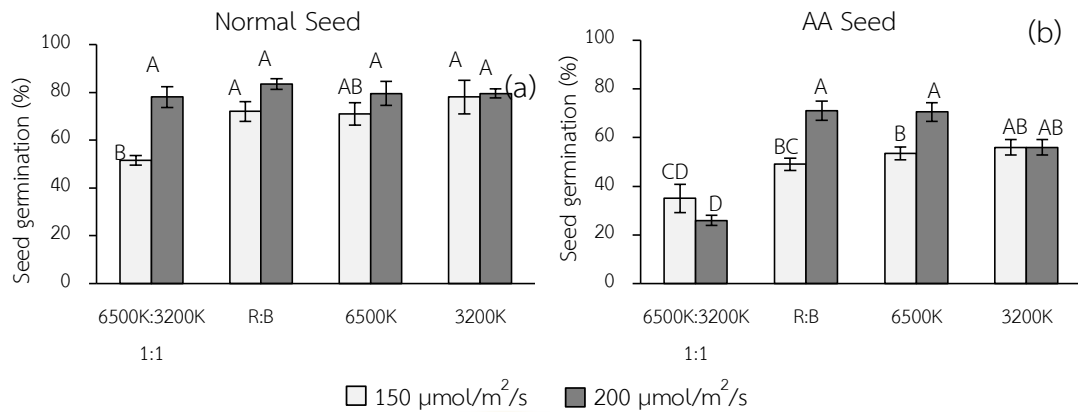 Normal Seed
(a)
Seed germination (%)
100
80
60
40
20
0
B
A
A
A
AB
A
A
A
6500K:3200K
1:1
R:B
6500K
3200K
AA Seed
(b)
Seed germination (%)
100
80
60
40
20
0
CD
D
BC
A
B
A
AB
AB
6500K:3200K
1:1
R:B
6500K
3200K
150 µmol/m²/s
200 µmol/m²/s